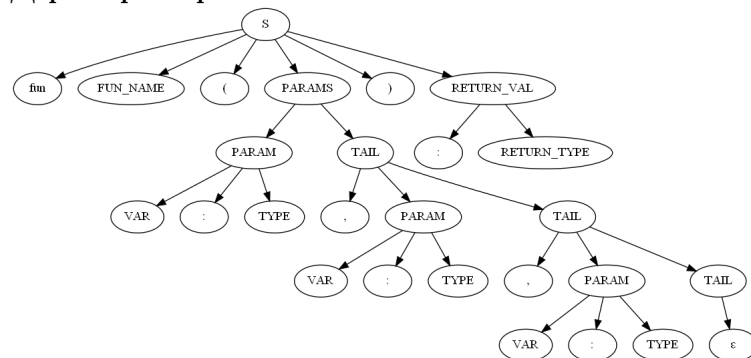 S
fun FUN_NAME ( PARAMS ) RETURN_VAL
PARAM TAIL : RETURN_TYPE
VAR : TYPE , PARAM TAIL
VAR : TYPE , PARAM TAIL
VAR : TYPE ε